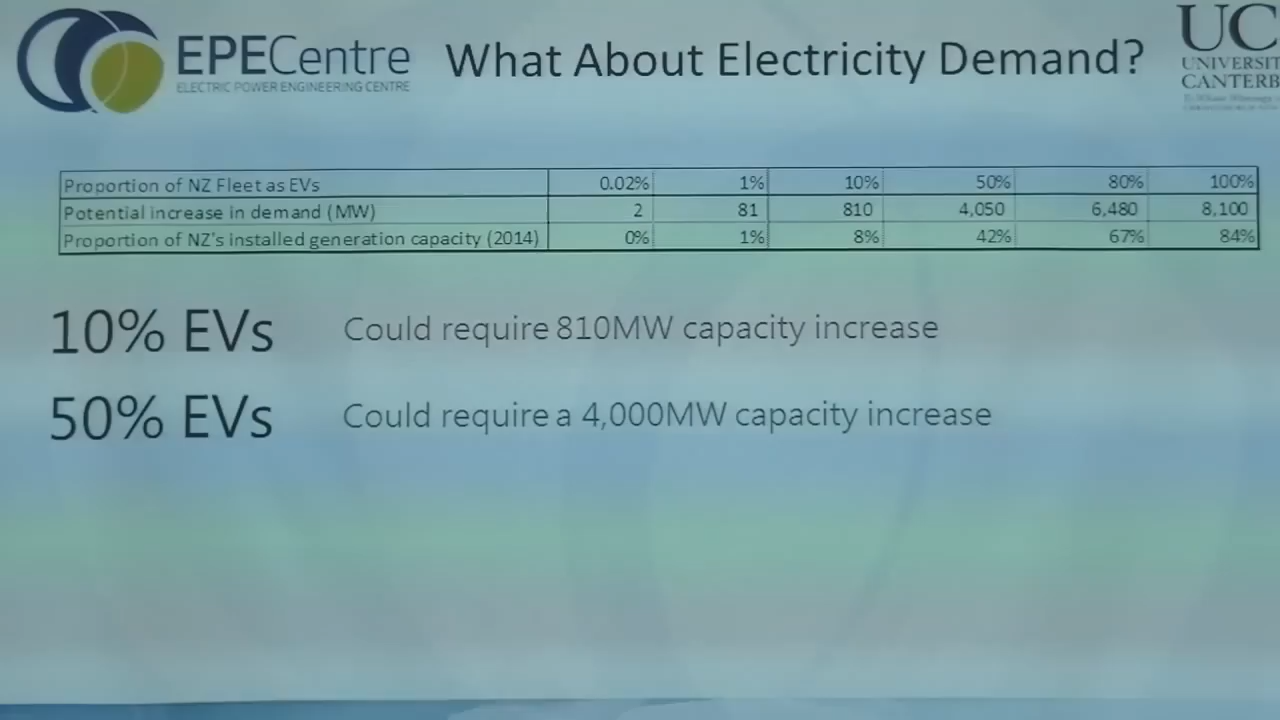 EPECentre
ELECTRIC POWER ENGINEERING CENTRE
What About Electricity Demand?
UC
UNIVERSIT
CANTERB
Proportion of NZ Fleet as EVs 0.02% 1% 10% 50% 80% 100%
Potential increase in demand (MW) 2 81 810 4,050 6,480 8,100
Proportion of NZ's installed generation capacity (2014) 0% 1% 8% 42% 67% 84%
10% EVs Could require 810MW capacity increase
50% EVs Could require a 4,000MW capacity increase